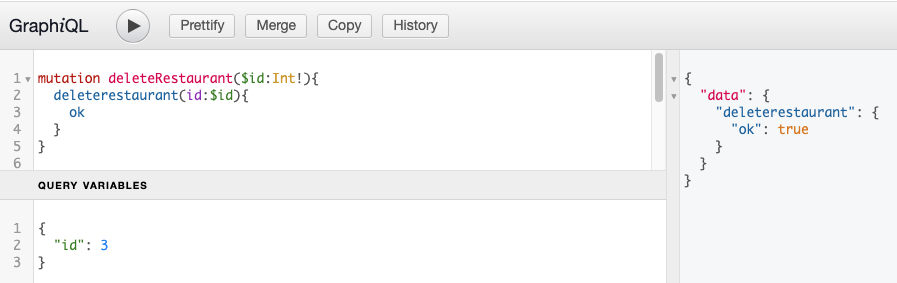 GraphiQL Prettify Merge Copy History
1 mutation deleteRestaurant($id:Int!){
2   deleterestaurant(id:$id){
3     ok
4   }
5 }
6
QUERY VARIABLES
1 {
2   "id": 3
3 }
{
  "data": {
    "deleterestaurant": {
      "ok": true
    }
  }
}